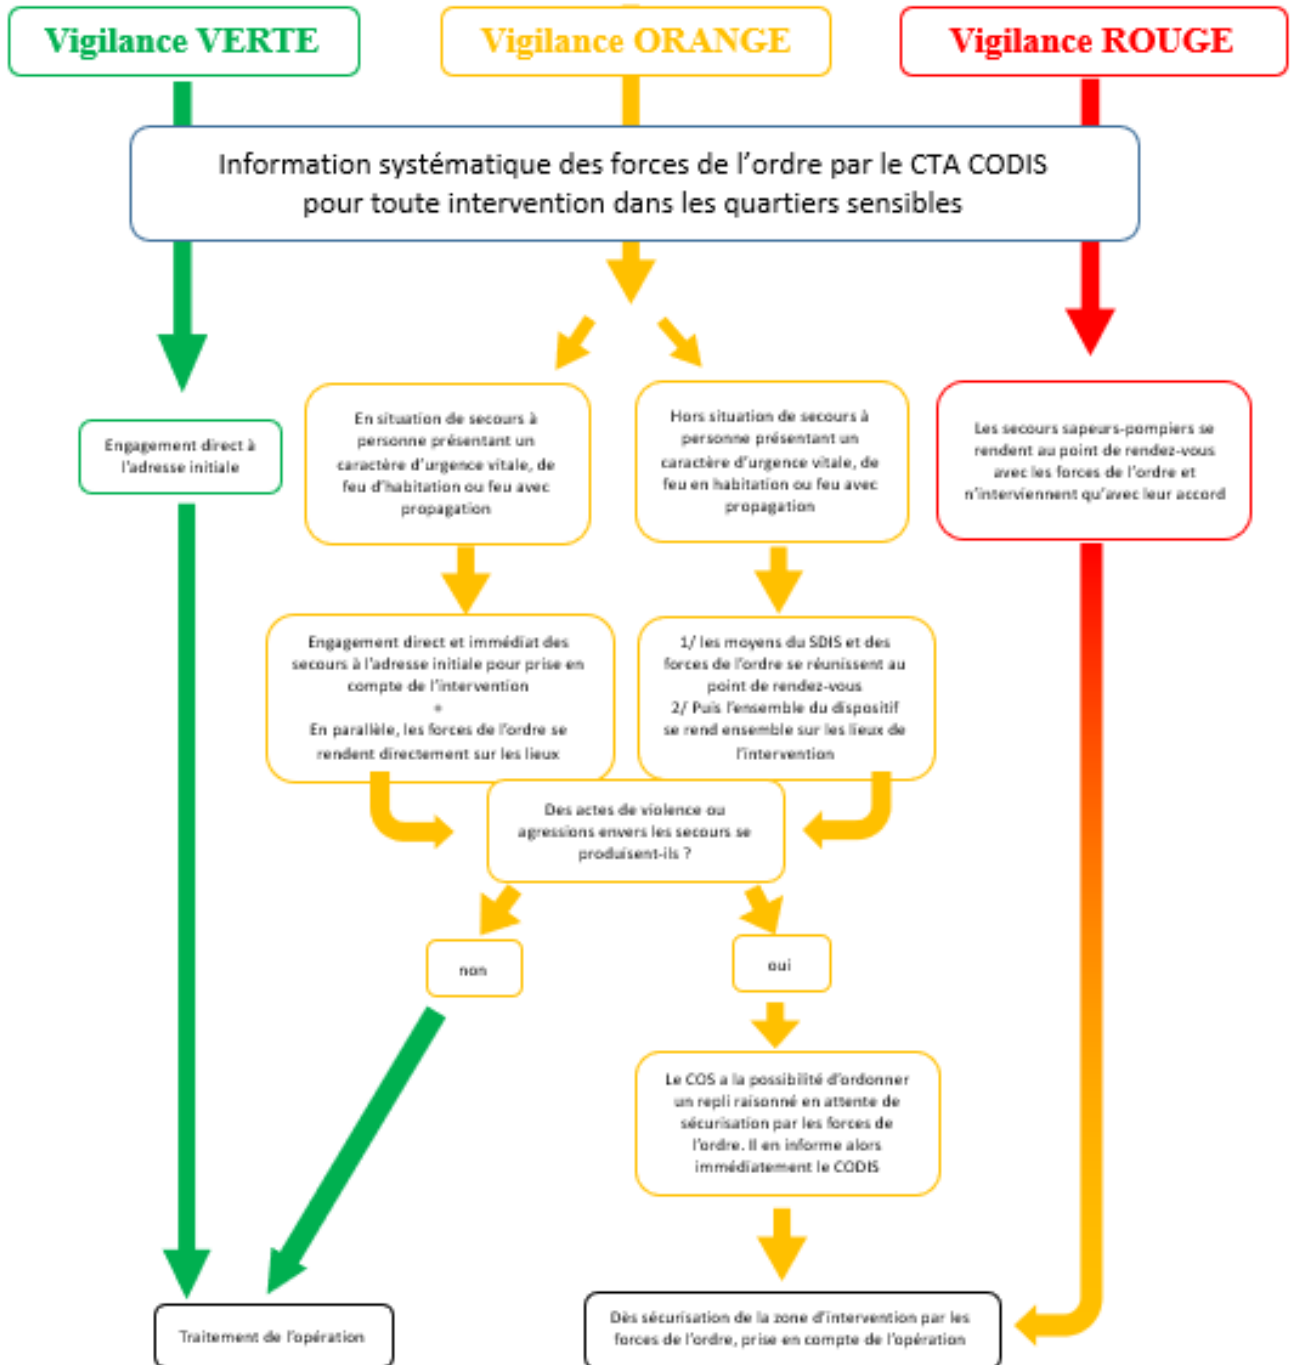 Vigilance VERTE
Vigilance ORANGE
Vigilance ROUGE
Information systématique des forces de l'ordre par le CTA CODIS
pour toute intervention dans les quartiers sensibles
Engagement direct à
l'adresse initiale
En situation de secours à
personne présentant un
caractère d'urgence vitale, de
feu d'habitation ou feu avec
propagation
Hors situation de secours à
personne présentant un
caractère d'urgence vitale, de
feu en habitation ou feu avec
propagation
Les secours sapeurs-pompiers se
rendent au point de rendez-vous
avec les forces de l'ordre et
n'interviennent qu'avec leur accord
Engagement direct et immédiat des
secours à l'adresse initiale pour prise en
compte de l'intervention
+
En parallèle, les forces de l'ordre se
rendent directement sur les lieux
1/ les moyens du SDIS et des
forces de l'ordre se réunissent au
point de rendez-vous
2/ Puis l'ensemble du dispositif
se rend ensemble sur les lieux de
l'intervention
Des actes de violence ou
agressions envers les secours se
produisent-ils ?
non
oui
Le COS a la possibilité d'ordonner
un repli raisonné en attente de
sécurisation par les forces de
l'ordre. Il en informe alors
immédiatement le CODIS
Traitement de l'opération
Dès sécurisation de la zone d'intervention par les
forces de l'ordre, prise en compte de l'opération